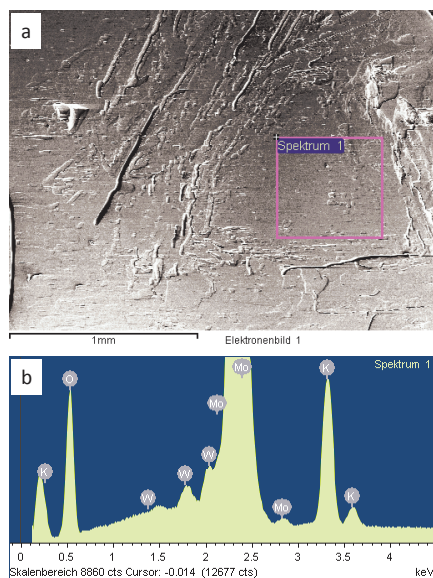 a
Spektrum 1
1mm Elektronenbild 1
b
Spektrum 1
Mo
O
Mo
K
K
W
W
W
Mo
K
0 0.5 1 1.5 2 2.5 3 3.5 4
Skalenbereich 8860 cts Cursor: -0.014 (12677 cts) keV